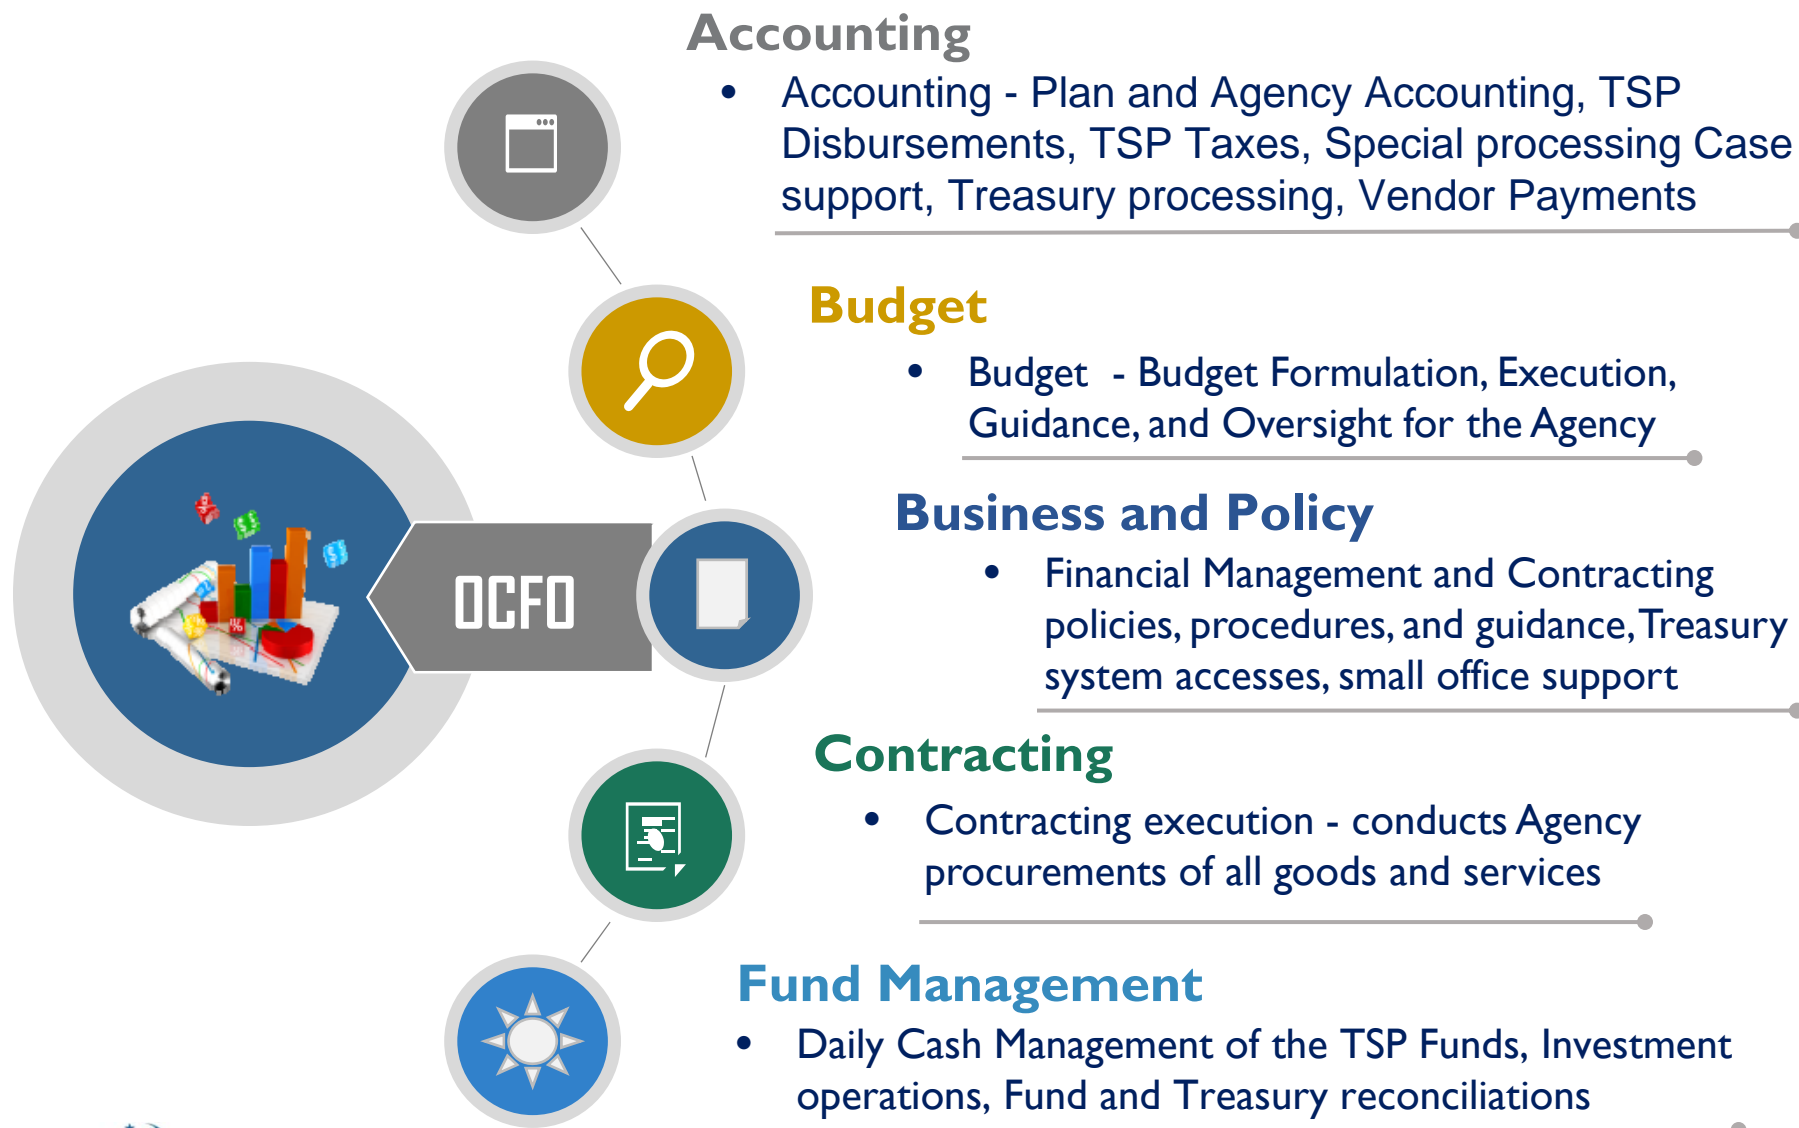 Accounting
• Accounting - Plan and Agency Accounting, TSP
Disbursements, TSP Taxes, Special processing Case
support, Treasury processing, Vendor Payments
Budget
• Budget - Budget Formulation, Execution,
Guidance, and Oversight for the Agency
OCFO
Business and Policy
• Financial Management and Contracting
policies, procedures, and guidance, Treasury
system accesses, small office support
Contracting
• Contracting execution - conducts Agency
procurements of all goods and services
Fund Management
• Daily Cash Management of the TSP Funds, Investment
operations, Fund and Treasury reconciliations